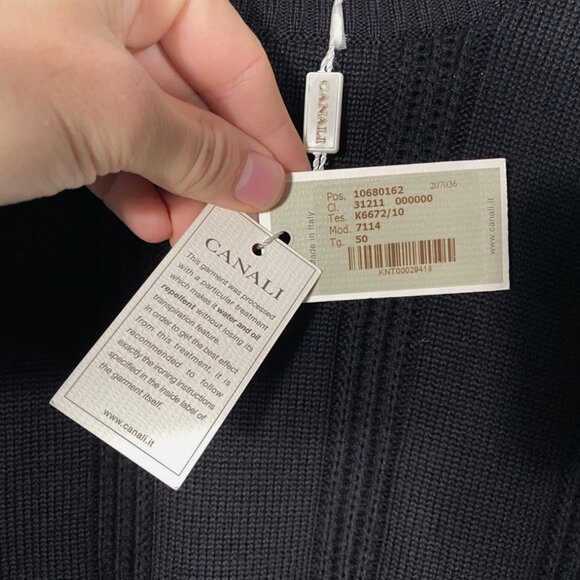 CANALI
Pos. 10680162 207036
Cl. 31211 000000
Tes. K6672/10
Mod. 7114
Tg. 50
KNT00029418
Made in Italy
www.canali.it
CANALI
This garment was processed
with a particular treatment
which makes it water and oil
repellent without losing its
transpiration feature.
In order to get the best effect
from this treatment, it is
recommended to follow
exactly the ironing instructions
specified in the inside label of
the garment itself.
www.canali.it